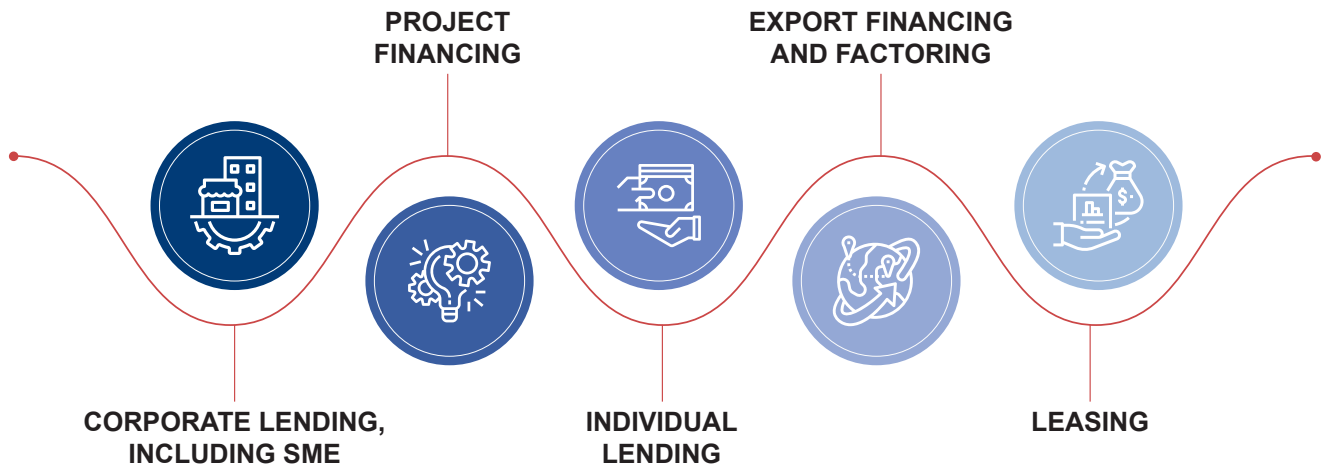 PROJECT
FINANCING
EXPORT FINANCING
AND FACTORING
$
CORPORATE LENDING,
INCLUDING SME
INDIVIDUAL
LENDING
LEASING